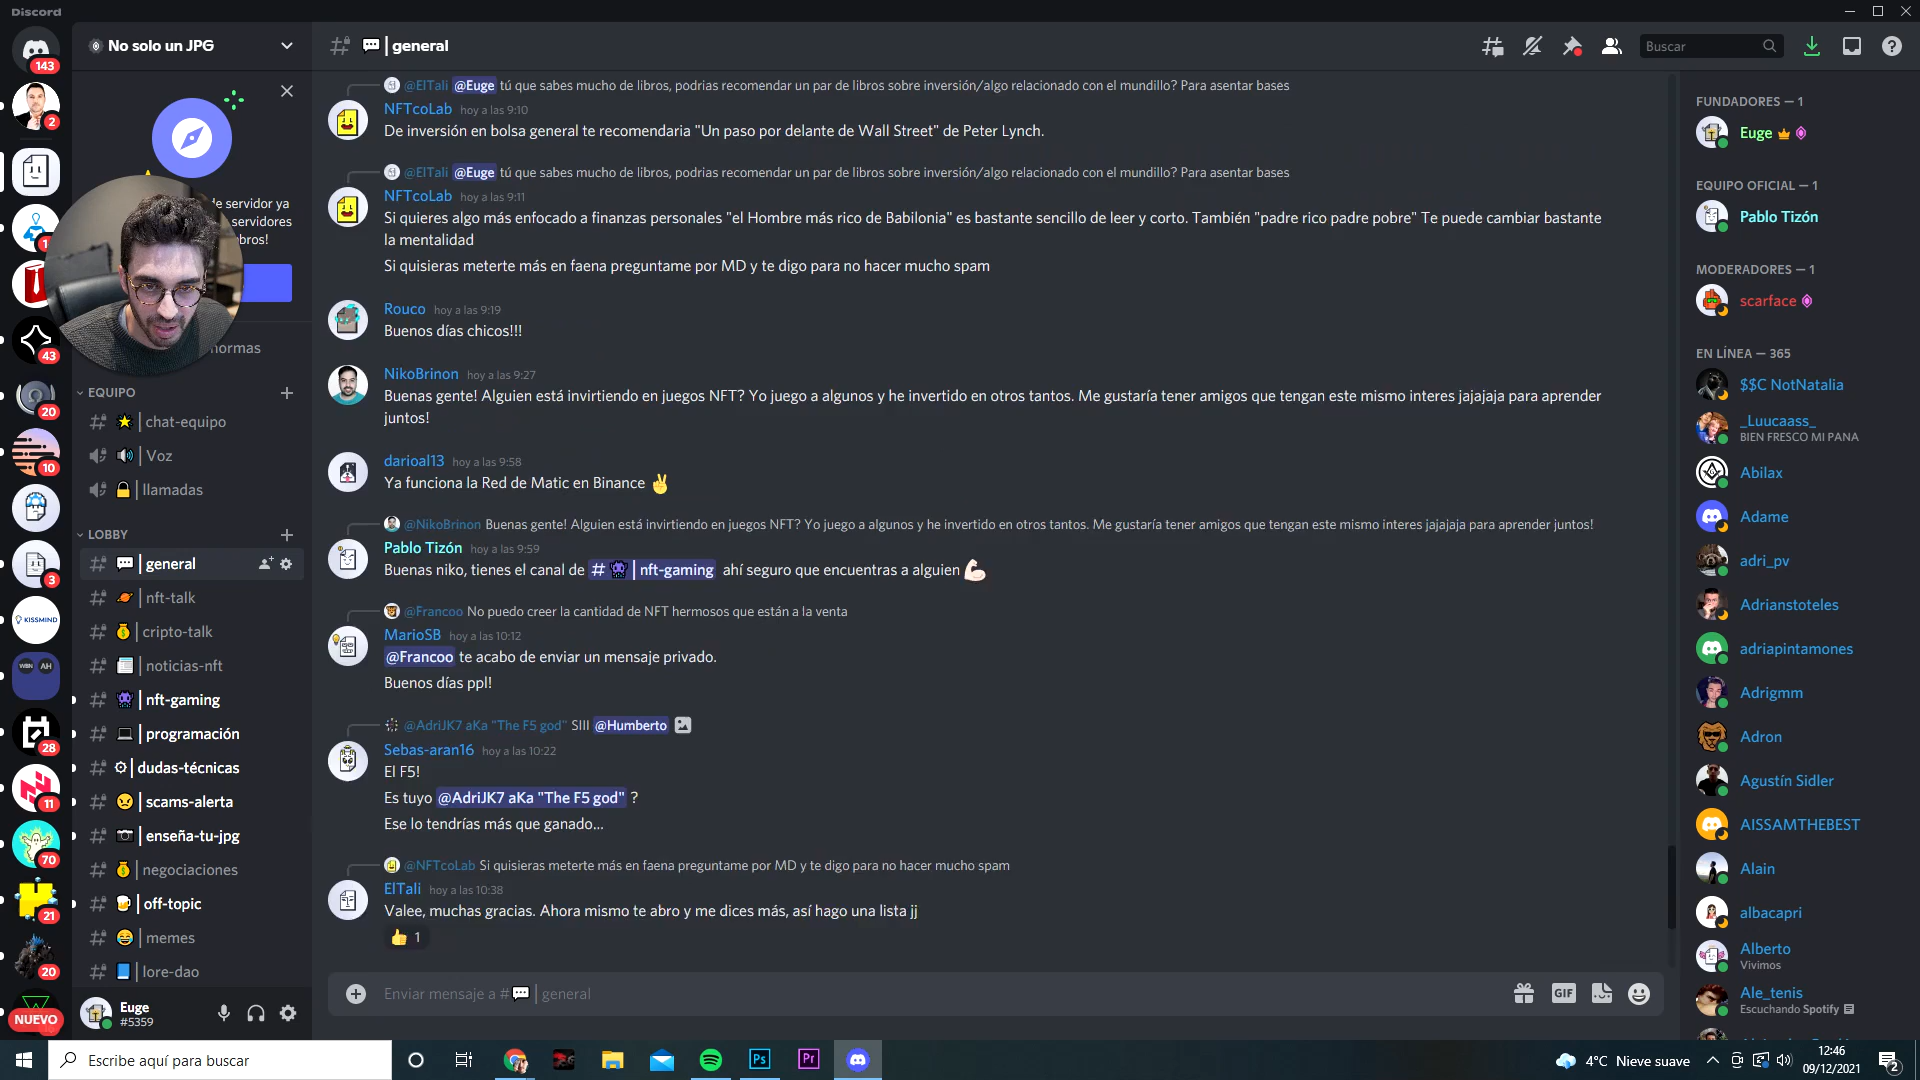 Discord
No solo un JPG
general
Buscar
143
2
43
20
10
3
KISSMIND
WBN AH
28
11
70
21
20
NUEVO
de servidor ya
servidores
bros!
normas
EQUIPO
chat-equipo
Voz
llamadas
LOBBY
general
nft-talk
cripto-talk
noticias-nft
nft-gaming
programación
dudas-técnicas
scams-alerta
enseña-tu-jpg
negociaciones
off-topic
memes
lore-dao
Euge
#5359
@ElTali @Euge tú que sabes mucho de libros, podrias recomendar un par de libros sobre inversión/algo relacionado con el mundillo? Para asentar bases
NFTcoLab hoy a las 9:10
De inversión en bolsa general te recomendaria "Un paso por delante de Wall Street" de Peter Lynch.
@ElTali @Euge tú que sabes mucho de libros, podrias recomendar un par de libros sobre inversión/algo relacionado con el mundillo? Para asentar bases
NFTcoLab hoy a las 9:11
Si quieres algo más enfocado a finanzas personales "el Hombre más rico de Babilonia" es bastante sencillo de leer y corto. También "padre rico padre pobre" Te puede cambiar bastante
la mentalidad
Si quisieras meterte más en faena preguntame por MD y te digo para no hacer mucho spam
Rouco hoy a las 9:19
Buenos días chicos!!!
NikoBrinon hoy a las 9:27
Buenas gente! Alguien está invirtiendo en juegos NFT? Yo juego a algunos y he invertido en otros tantos. Me gustaría tener amigos que tengan este mismo interes jajajaja para aprender
juntos!
darioal13 hoy a las 9:58
Ya funciona la Red de Matic en Binance ✌
@NikoBrinon Buenas gente! Alguien está invirtiendo en juegos NFT? Yo juego a algunos y he invertido en otros tantos. Me gustaría tener amigos que tengan este mismo interes jajajaja para aprender juntos!
Pablo Tizón hoy a las 9:59
Buenas niko, tienes el canal de # | nft-gaming ahí seguro que encuentras a alguien 💪
@Francoo No puedo creer la cantidad de NFT hermosos que están a la venta
MarioSB hoy a las 10:12
@Francoo te acabo de enviar un mensaje privado.
Buenos días ppl!
@AdriJK7 aKa "The F5 god" SIII @Humberto
Sebas-aran16 hoy a las 10:22
El F5!
Es tuyo @AdriJK7 aKa "The F5 god" ?
Ese lo tendrías más que ganado...
@NFTcoLab Si quisieras meterte más en faena preguntame por MD y te digo para no hacer mucho spam
ElTali hoy a las 10:38
Valee, muchas gracias. Ahora mismo te abro y me dices más, así hago una lista jj
👍 1
Enviar mensaje a # | general
GIF
FUNDADORES — 1
Euge
EQUIPO OFICIAL — 1
Pablo Tizón
MODERADORES — 1
scarface
EN LÍNEA — 365
$$C NotNatalia
_Luucaass_
BIEN FRESCO MI PANA
Abilax
Adame
adri_pv
Adrianstoteles
adriapintamones
Adrigmm
Adron
Agustín Sidler
AISSAMTHEBEST
Alain
albacapri
Alberto
Vivimos
Ale_tenis
Escuchando Spotify
Escribe aquí para buscar
Ps
Pr
4°C Nieve suave
12:46
09/12/2021
2